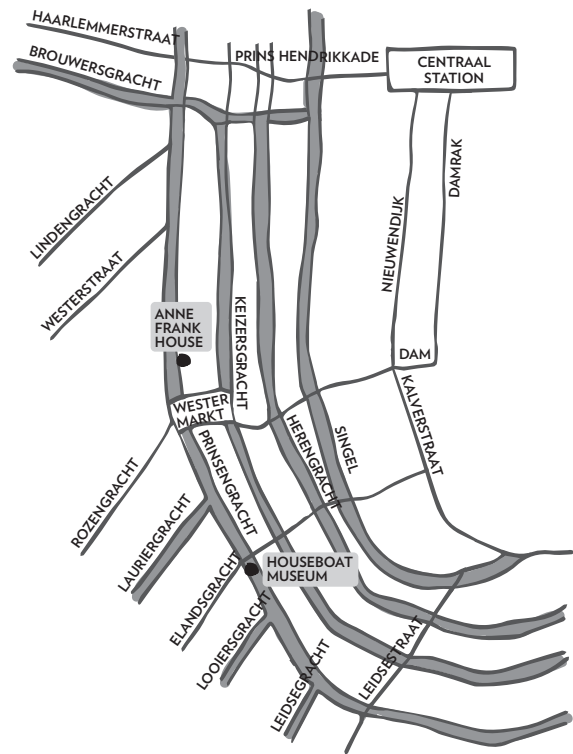 HAARLEMMERSTRAAT
PRINS HENDRIKKADE
CENTRAAL
STATION
BROUWERSGRACHT
DAMRAK
LINDENGRACHT
NIEUWENDIJK
WESTERSTRAAT
ANNE
FRANK
HOUSE
KEIZERSGRACHT
DAM
WESTER
MARKT
KALVERSTRAAT
HERENGRACHT
SINGEL
PRINSENGRACHT
ROZENGRACHT
LAURIERGRACHT
ELANDSGRACHT
HOUSEBOAT
MUSEUM
LOOIERSGRACHT
LEIDSEGRACHT
LEIDSESTRAAT